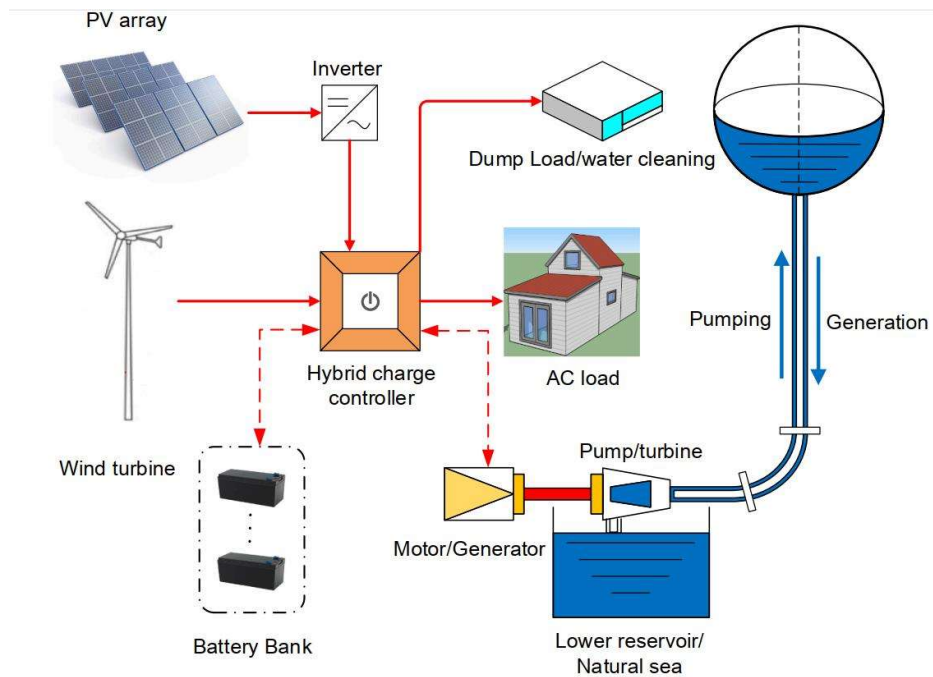 PV array
Inverter
Dump Load/water cleaning
Pumping
Generation
Hybrid charge
controller
AC load
Wind turbine
Pump/turbine
Motor/Generator
Battery Bank
Lower reservoir/
Natural sea